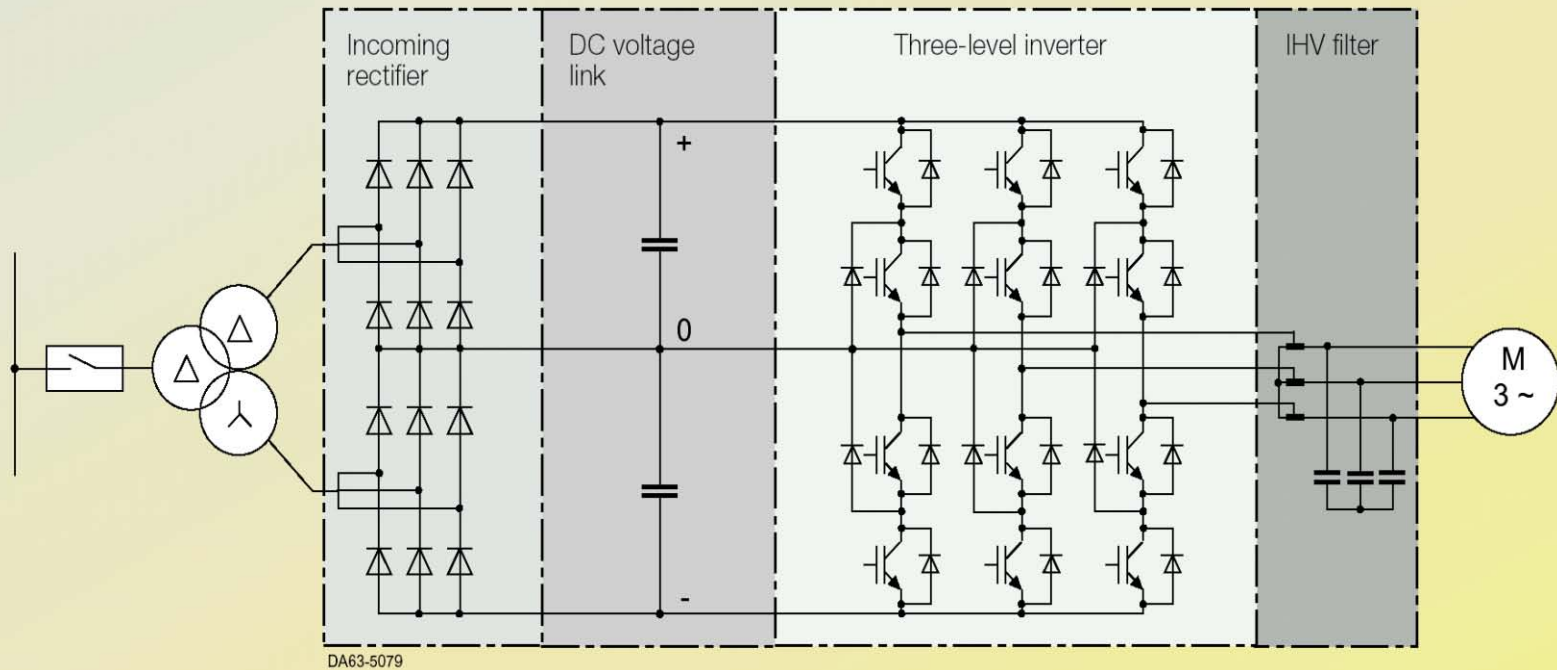 Incoming
rectifier
DC voltage
link
Three-level inverter
IHV filter
+
0
-
M
3 ~
DA63-5079